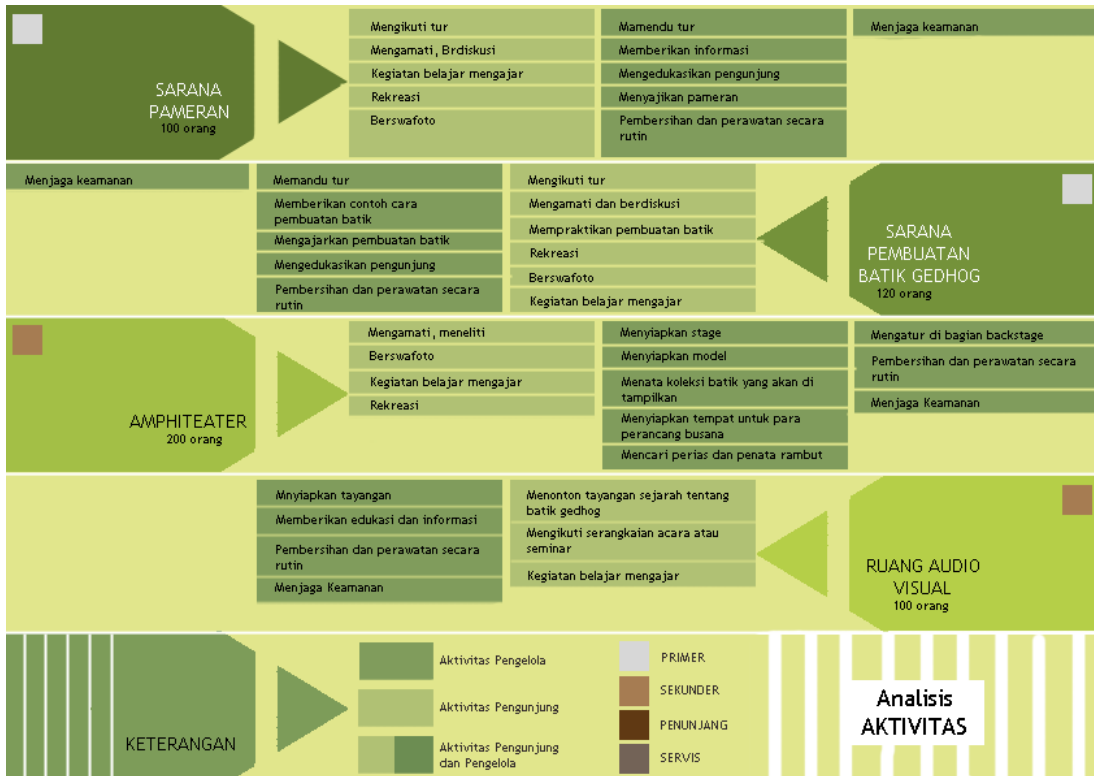 SARANA
PAMERAN
100 orang
Mengikuti tur
Mengamati, Brdiskusi
Kegiatan belajar mengajar
Rekreasi
Berswafoto
Mamendu tur
Memberikan informasi
Mengedukasikan pengunjung
Menyajikan pameran
Pembersihan dan perawatan secara
rutin
Menjaga keamanan
Menjaga keamanan
Memandu tur
Memberikan contoh cara
pembuatan batik
Mengajarkan pembuatan batik
Mengedukasikan pengunjung
Pembersihan dan perawatan secara
rutin
Mengikuti tur
Mengamati dan berdiskusi
Mempraktikan pembuatan batik
Rekreasi
Berswafoto
Kegiatan belajar mengajar
SARANA
PEMBUATAN
BATIK GEDHOG
120 orang
AMPHITEATER
200 orang
Mengamati, meneliti
Berswafoto
Kegiatan belajar mengajar
Rekreasi
Menyiapkan stage
Menyiapkan model
Menata koleksi batik yang akan di
tampilkan
Menyiapkan tempat untuk para
perancang busana
Mencari perias dan penata rambut
Mengatur di bagian backstage
Pembersihan dan perawatan secara
rutin
Menjaga Keamanan
Mnyiapkan tayangan
Memberikan edukasi dan informasi
Pembersihan dan perawatan secara
rutin
Menjaga Keamanan
Menonton tayangan sejarah tentang
batik gedhog
Mengikuti serangkaian acara atau
seminar
Kegiatan belajar mengajar
RUANG AUDIO
VISUAL
100 orang
KETERANGAN
Aktivitas Pengelola
Aktivitas Pengunjung
Aktivitas Pengunjung
dan Pengelola
PRIMER
SEKUNDER
PENUNJANG
SERVIS
Analisis
AKTIVITAS